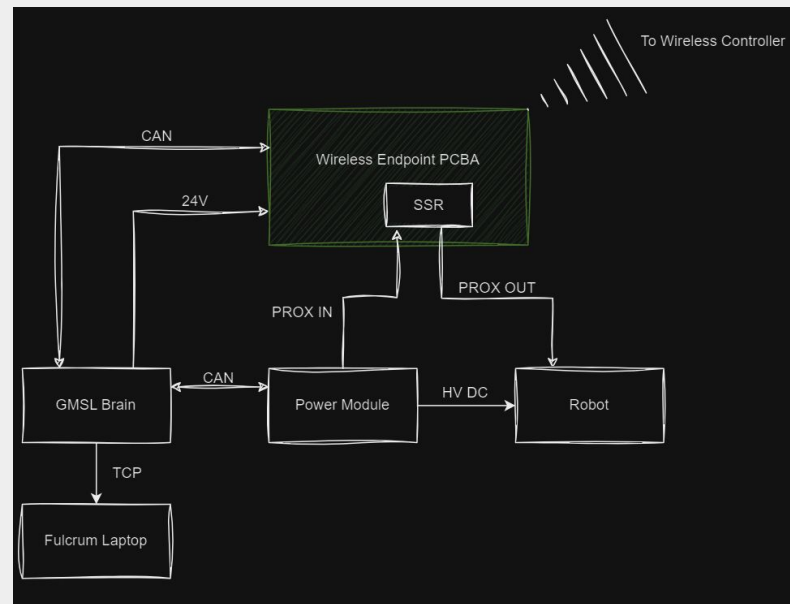 To Wireless Controller
CAN
Wireless Endpoint PCBA
24V
SSR
PROX IN
PROX OUT
CAN
HV DC
GMSL Brain
Power Module
Robot
TCP
Fulcrum Laptop